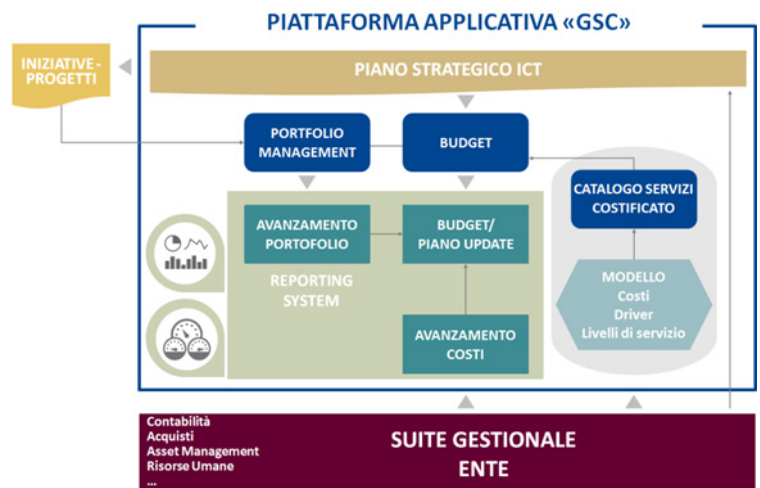 PIATTAFORMA APPLICATIVA «GSC»
INIZIATIVE-
PROGETTI
PIANO STRATEGICO ICT
PORTFOLIO
MANAGEMENT
BUDGET
CATALOGO SERVIZI
COSTIFICATO
AVANZAMENTO
PORTOFOLIO
BUDGET/
PIANO UPDATE
REPORTING
SYSTEM
MODELLO
Costi
Driver
Livelli di servizio
AVANZAMENTO
COSTI
Contabilità
Acquisti
Asset Management
Risorse Umane
...
SUITE GESTIONALE
ENTE